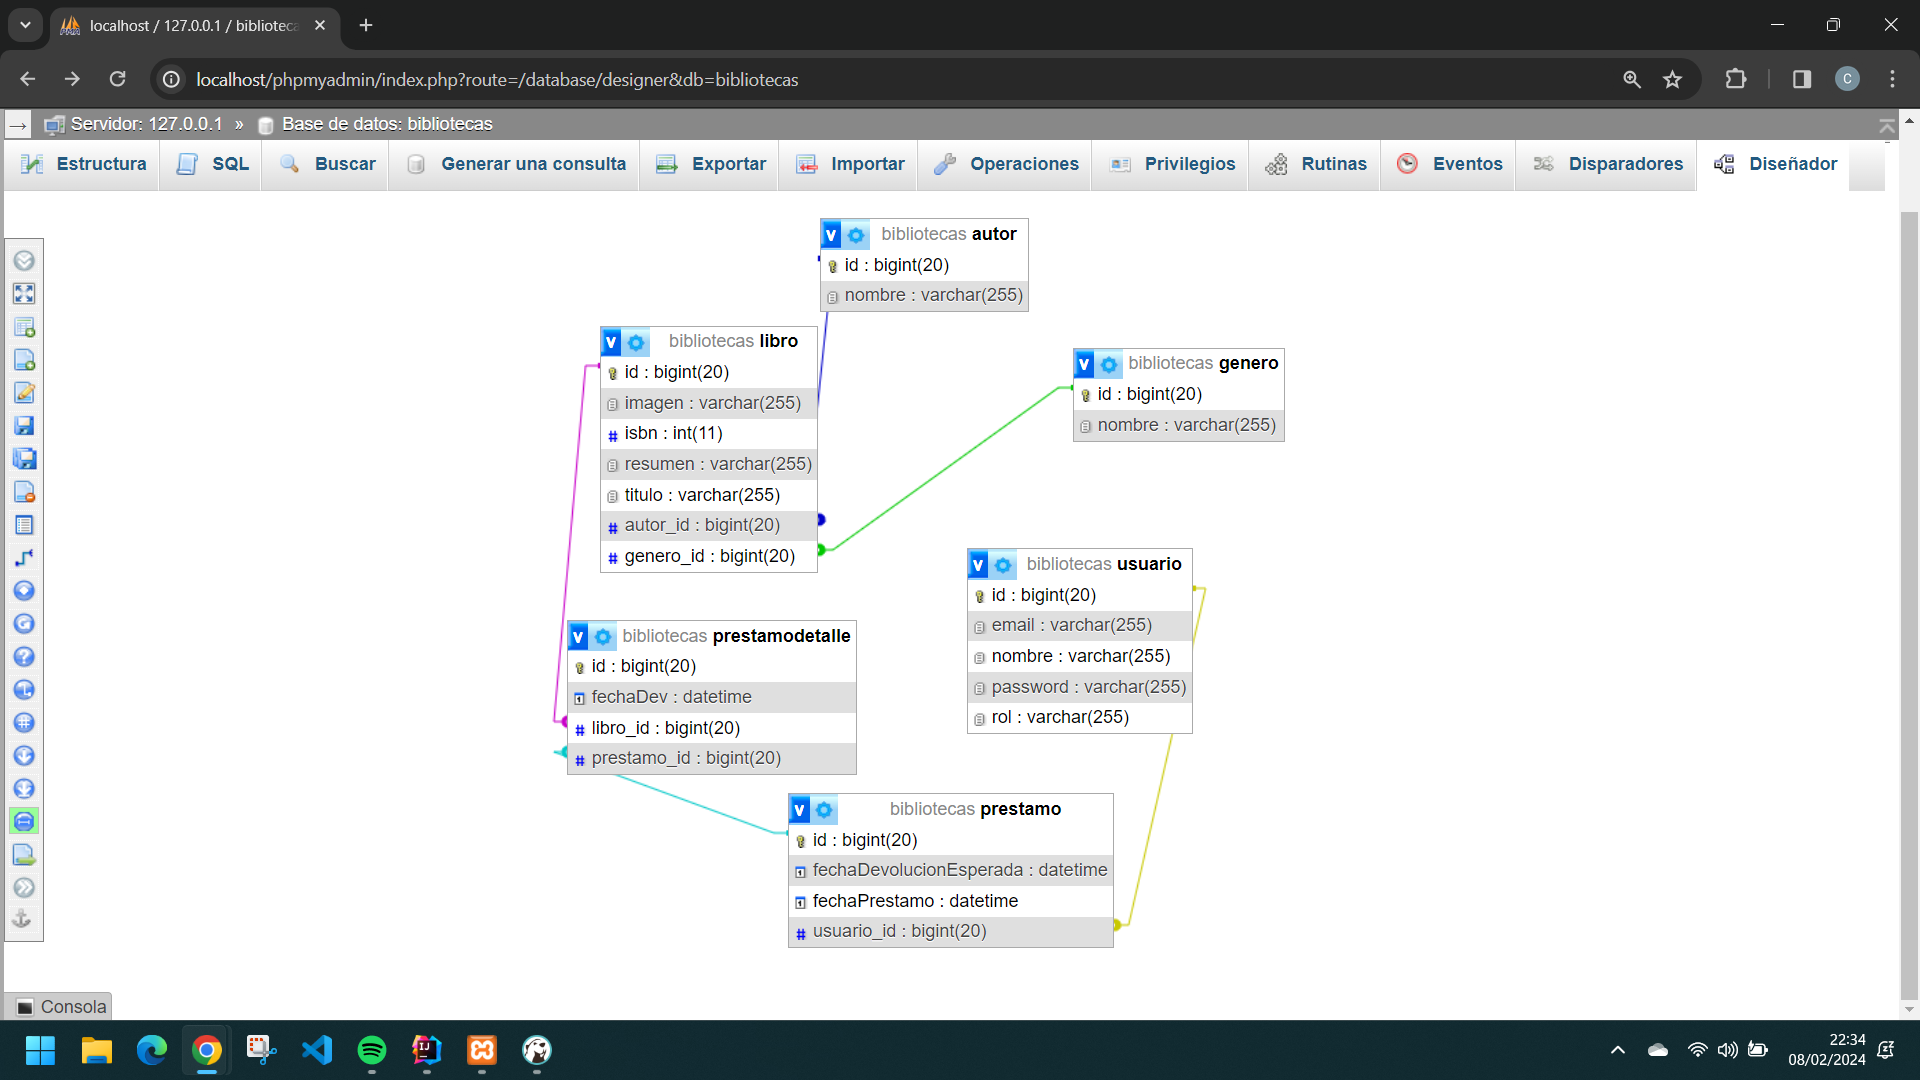 localhost / 127.0.0.1 / biblioteca
localhost/phpmyadmin/index.php?route=/database/designer&db=bibliotecas
C
Servidor: 127.0.0.1 » Base de datos: bibliotecas
Estructura SQL Buscar Generar una consulta Exportar Importar Operaciones Privilegios Rutinas Eventos Disparadores Diseñador
v bibliotecas autor
id : bigint(20)
nombre : varchar(255)
v bibliotecas libro
id : bigint(20)
imagen : varchar(255)
# isbn : int(11)
resumen : varchar(255)
titulo : varchar(255)
# autor_id : bigint(20)
# genero_id : bigint(20)
v bibliotecas genero
id : bigint(20)
nombre : varchar(255)
v bibliotecas usuario
id : bigint(20)
email : varchar(255)
nombre : varchar(255)
password : varchar(255)
rol : varchar(255)
v bibliotecas prestamodetalle
id : bigint(20)
fechaDev : datetime
# libro_id : bigint(20)
# prestamo_id : bigint(20)
v bibliotecas prestamo
id : bigint(20)
fechaDevolucionEsperada : datetime
fechaPrestamo : datetime
# usuario_id : bigint(20)
Consola
22:34
08/02/2024